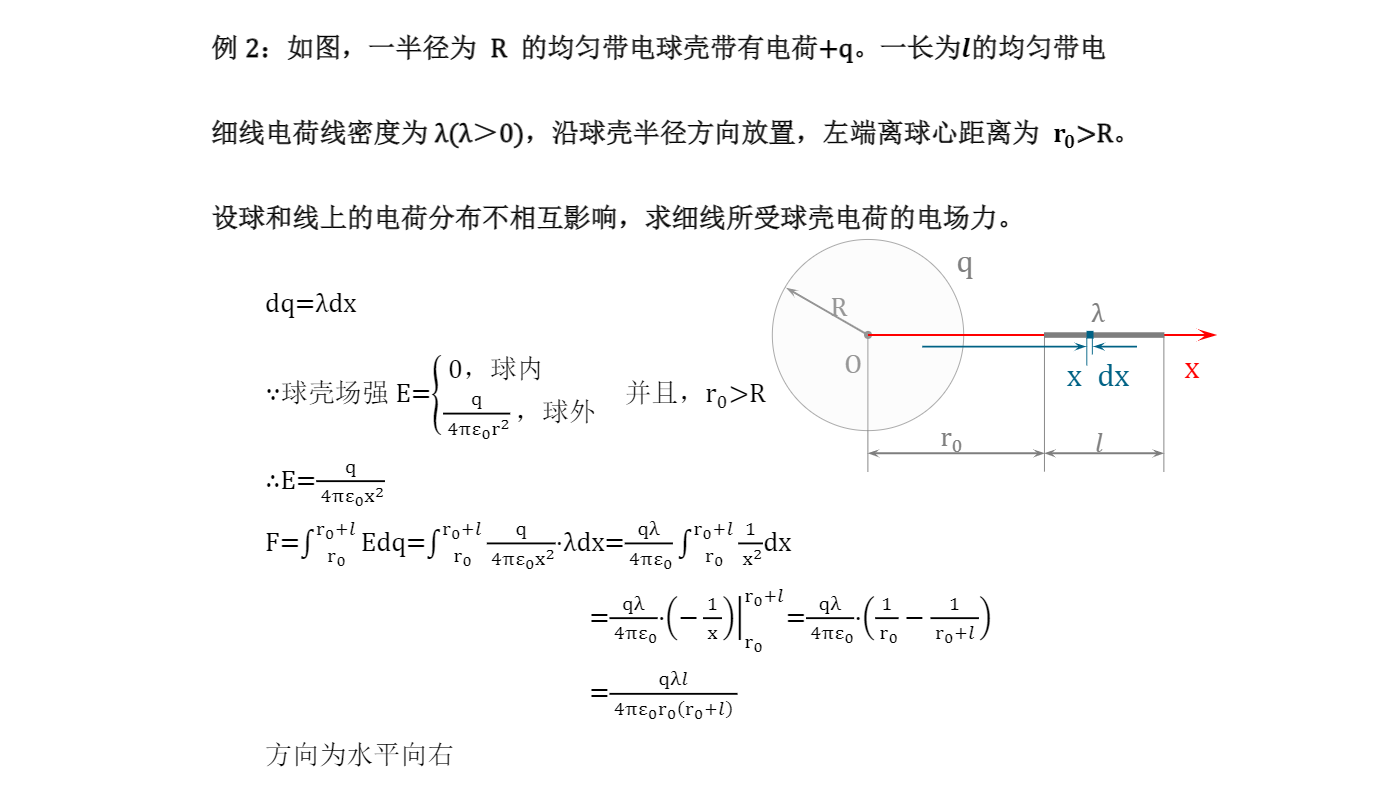 例 2：如图，一半径为 R 的均匀带电球壳带有电荷+q。一长为l的均匀带电
细线电荷线密度为 λ(λ＞0)，沿球壳半径方向放置，左端离球心距离为 r₀>R。
设球和线上的电荷分布不相互影响，求细线所受球壳电荷的电场力。
q
dq=λdx
R
λ
O
x dx
x
∵球壳场强 E={0，球内
q/4πε₀r²，球外
并且，r₀>R
r₀
l
∴E=q/4πε₀x²
F=∫_{r₀}^{r₀+l} Edq=∫_{r₀}^{r₀+l} q/4πε₀x²·λdx=qλ/4πε₀ ∫_{r₀}^{r₀+l} 1/x² dx
=qλ/4πε₀·(−1/x)|_{r₀}^{r₀+l}=qλ/4πε₀·(1/r₀ − 1/(r₀+l))
=qλl/4πε₀r₀(r₀+l)
方向为水平向右